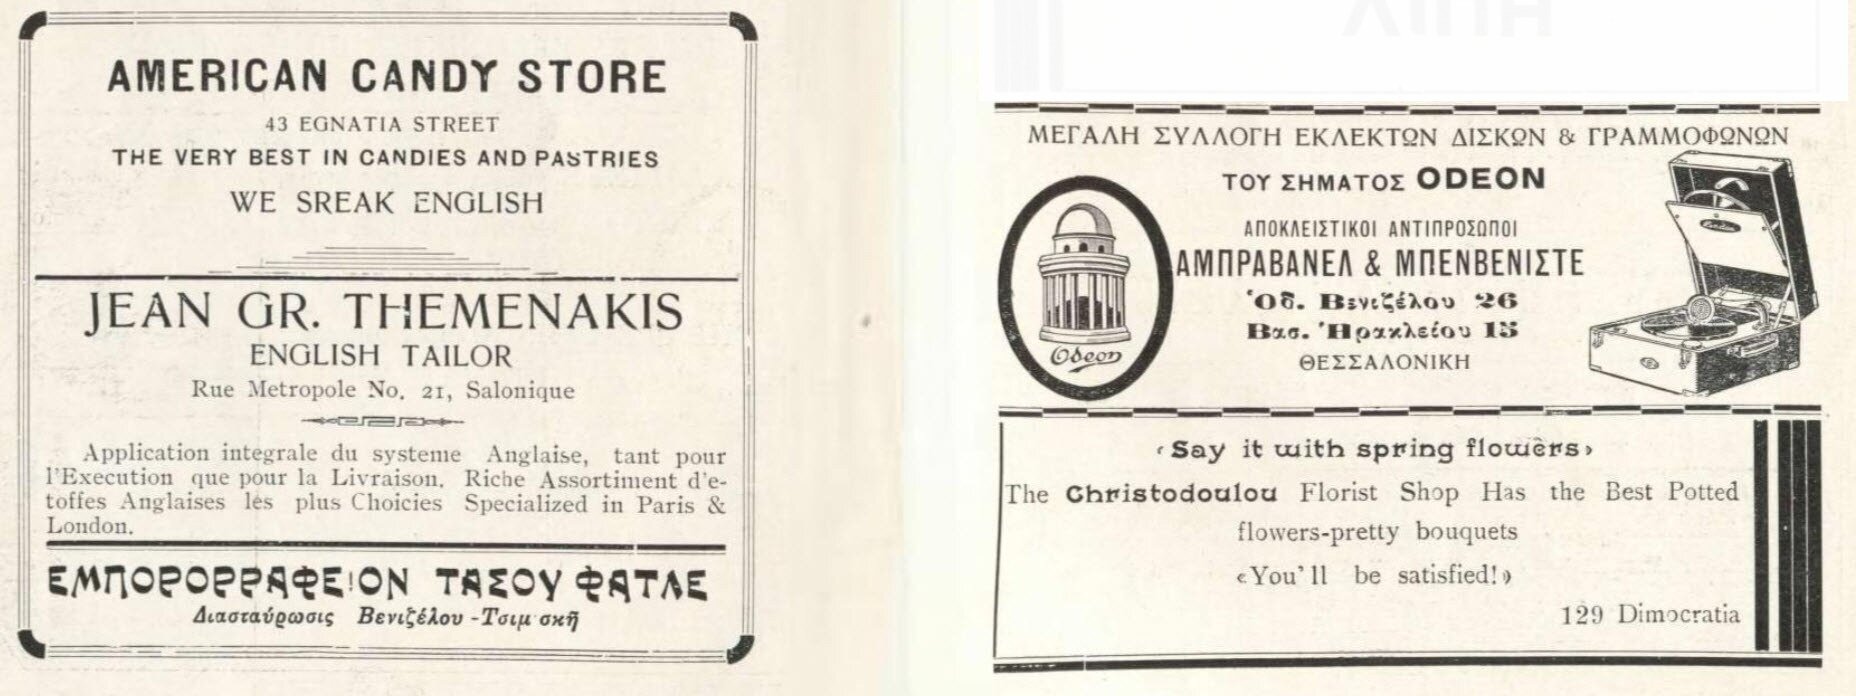 AMERICAN CANDY STORE
43 EGNATIA STREET
THE VERY BEST IN CANDIES AND PASTRIES
WE SREAK ENGLISH
JEAN GR. THEMENAKIS
ENGLISH TAILOR
Rue Metropole No. 21, Salonique
Application integrale du systeme Anglaise, tant pour
l'Execution que pour la Livraison. Riche Assortiment d'e-
toffes Anglaises les plus Choicies Specialized in Paris &
London.
ΕΜΠΟΡΟΡΡΑΦΕΙΟΝ ΤΑΣΟΥ ΦΑΤΛΕ
Διασταύρωσις Βενιζέλου - Τσιμισκῆ
ΜΕΓΑΛΗ ΣΥΛΛΟΓΗ ΕΚΛΕΚΤΩΝ ΔΙΣΚΩΝ & ΓΡΑΜΜΟΦΩΝΩΝ
ΤΟΥ ΣΗΜΑΤΟΣ ODEON
ΑΠΟΚΛΕΙΣΤΙΚΟΙ ΑΝΤΙΠΡΟΣΩΠΟΙ
ΑΜΠΡΑΒΑΝΕΛ & ΜΠΕΝΒΕΝΙΣΤΕ
Ὁδ. Βενιζέλου 26
Βασ. Ἡρακλείου 15
ΘΕΣΣΑΛΟΝΙΚΗ
Odeon
‹Say it with spring flowers›
The Christodoulou Florist Shop Has the Best Potted
flowers-pretty bouquets
«You'll be satisfied!»
129 Dimocratia